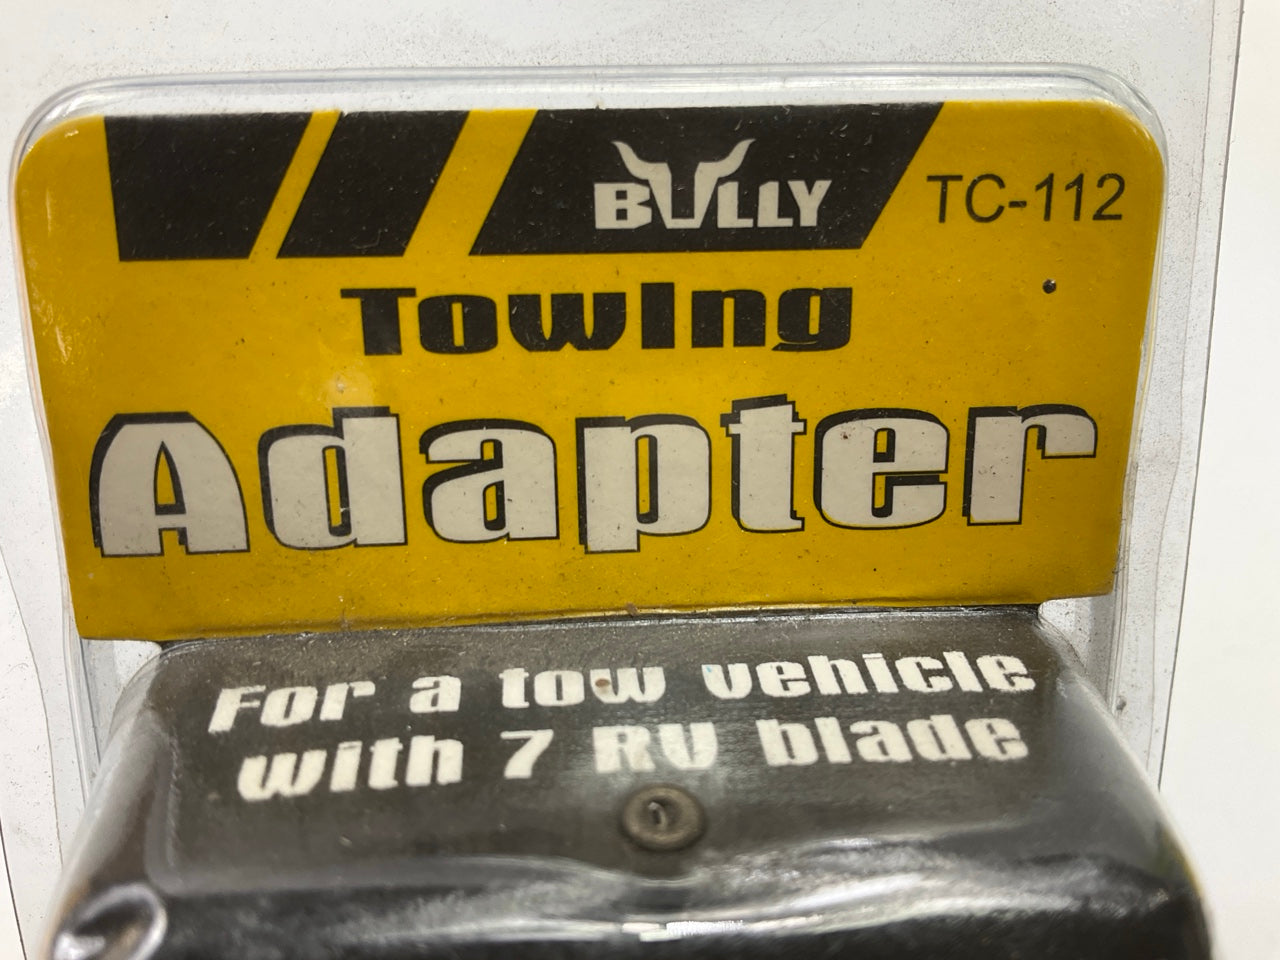 BULLY
TC-112
Towing
Adapter
For a tow vehicle
with 7 RV blade